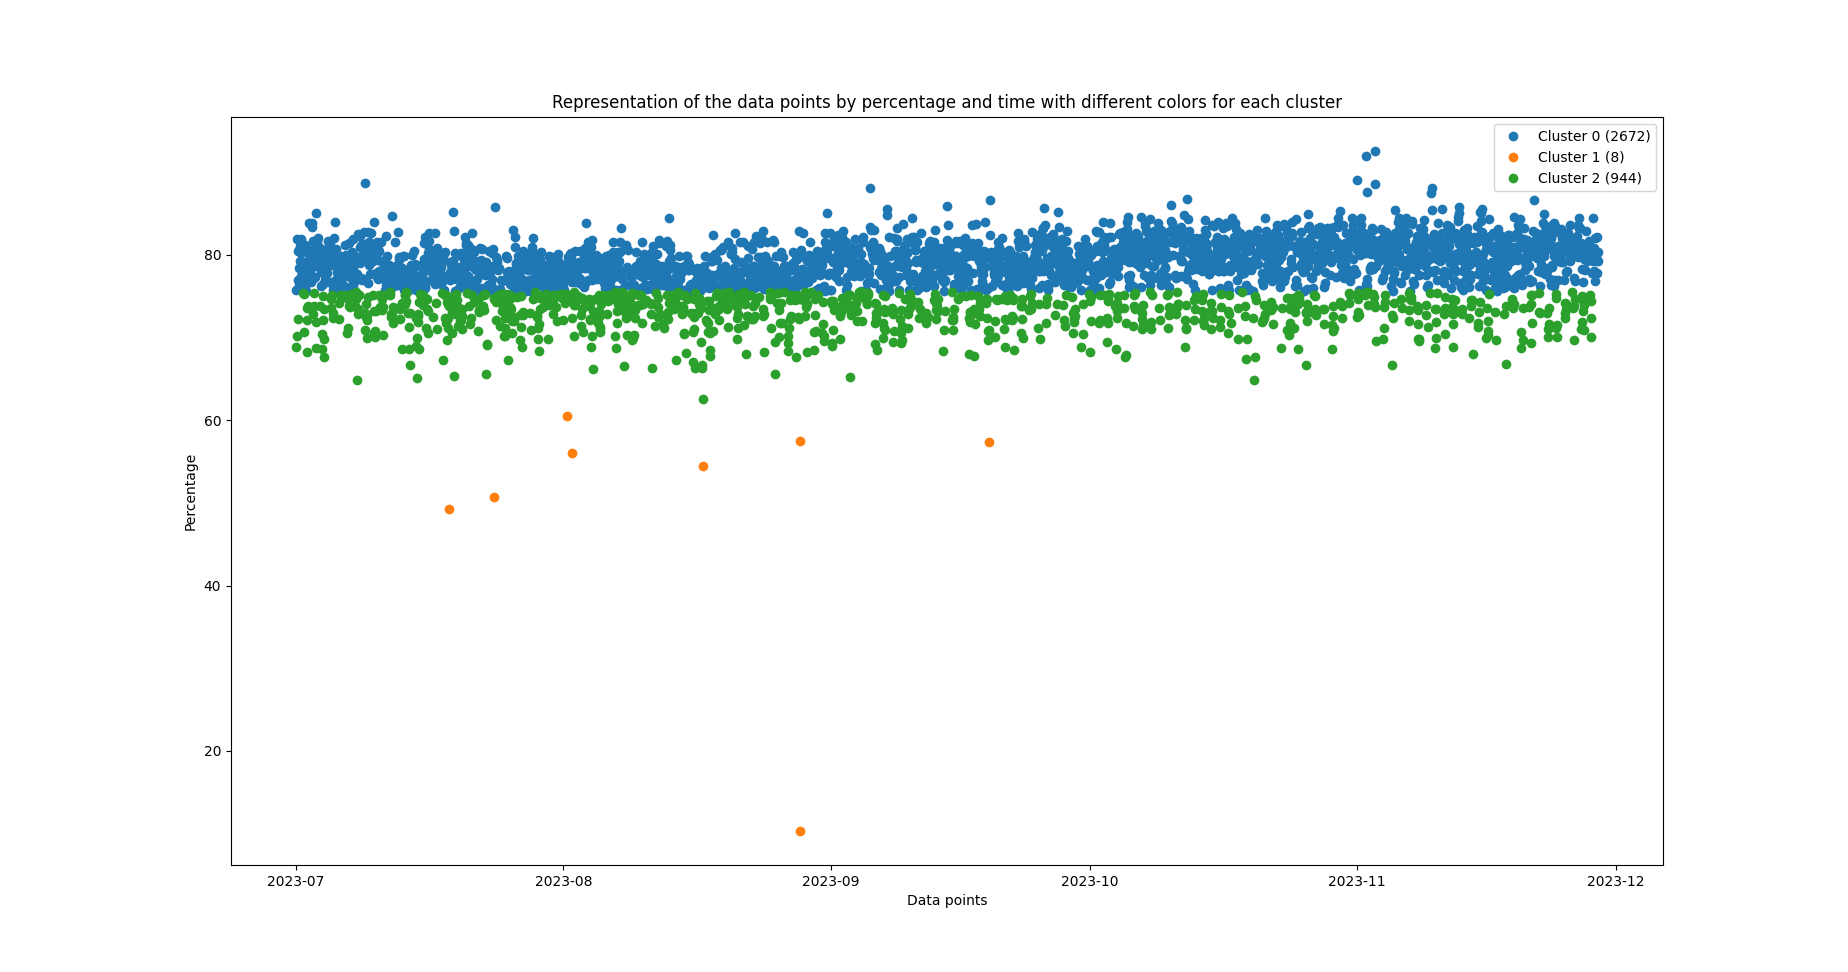 Representation of the data points by percentage and time with different colors for each cluster
Cluster 0 (2672)
Cluster 1 (8)
Cluster 2 (944)
80
60
40
20
Percentage
2023-07
2023-08
2023-09
2023-10
2023-11
2023-12
Data points